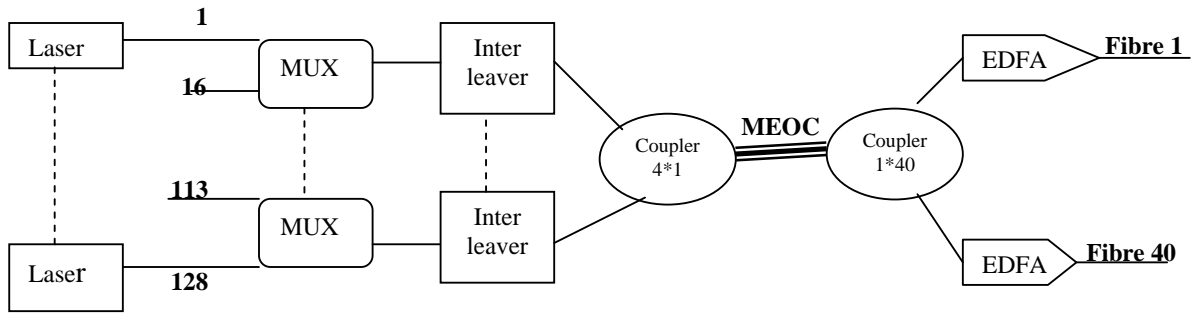 1
Laser
MUX
16
Inter
leaver
EDFA
Fibre 1
Coupler
4*1
MEOC
Coupler
1*40
113
MUX
Inter
leaver
Laser
128
EDFA
Fibre 40